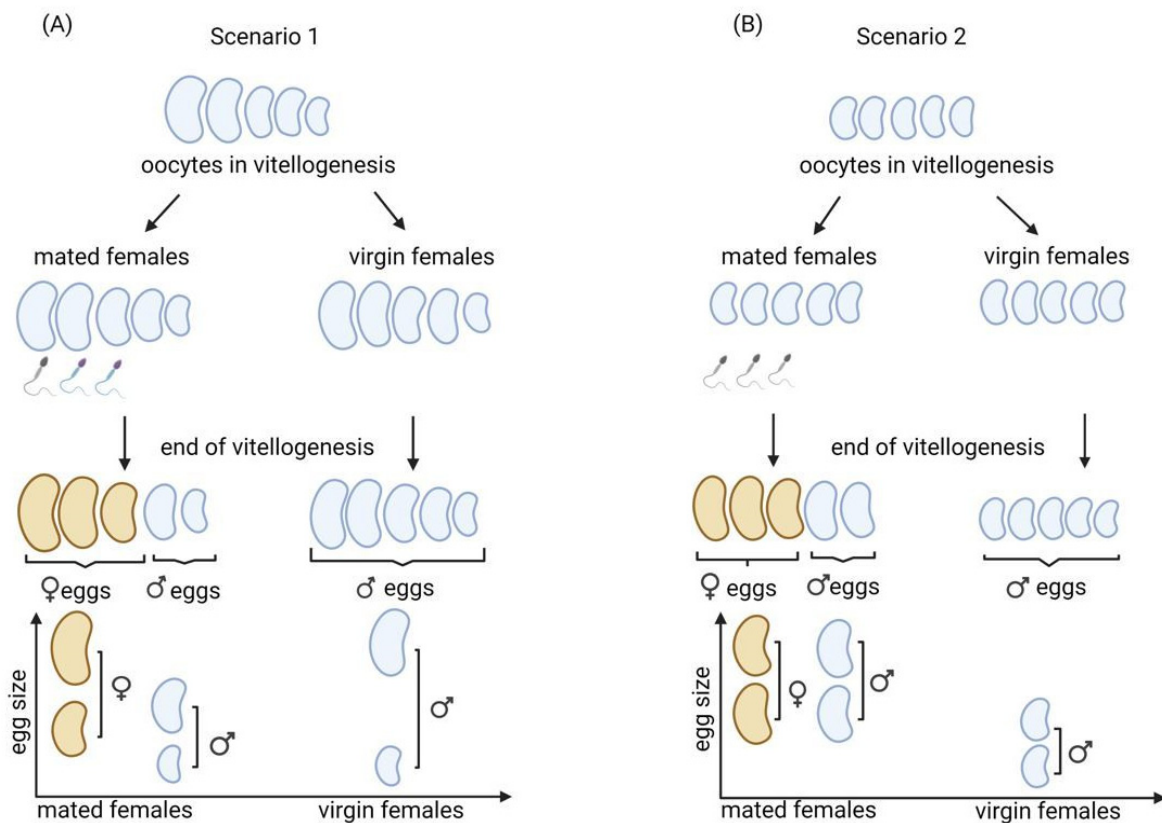 (A)
Scenario 1
oocytes in vitellogenesis
mated females
virgin females
end of vitellogenesis
♀eggs
♂eggs
♂ eggs
egg size
♀
♂
♂
mated females
virgin females
(B)
Scenario 2
oocytes in vitellogenesis
mated females
virgin females
end of vitellogenesis
♀ eggs
♂eggs
♂ eggs
egg size
♀
♂
♂
mated females
virgin females